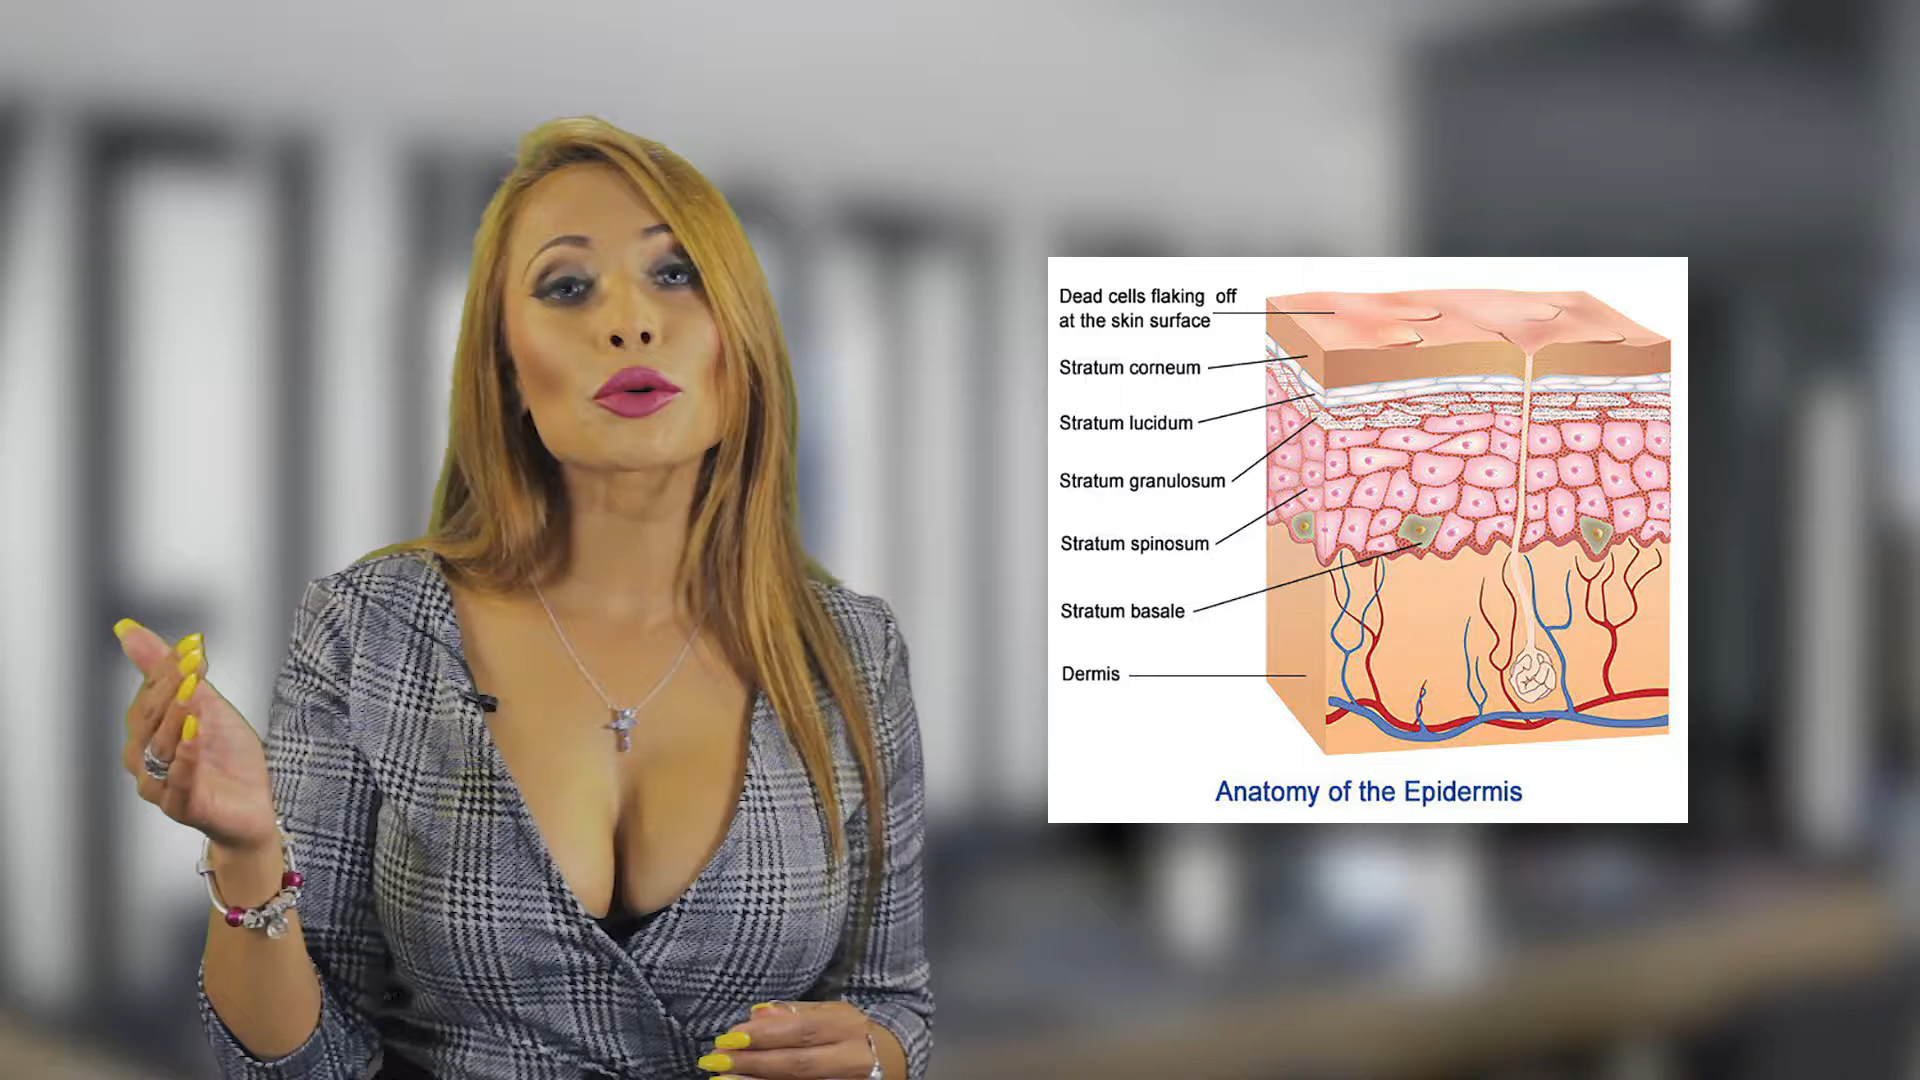 Dead cells flaking off
at the skin surface
Stratum corneum
Stratum lucidum
Stratum granulosum
Stratum spinosum
Stratum basale
Dermis
Anatomy of the Epidermis